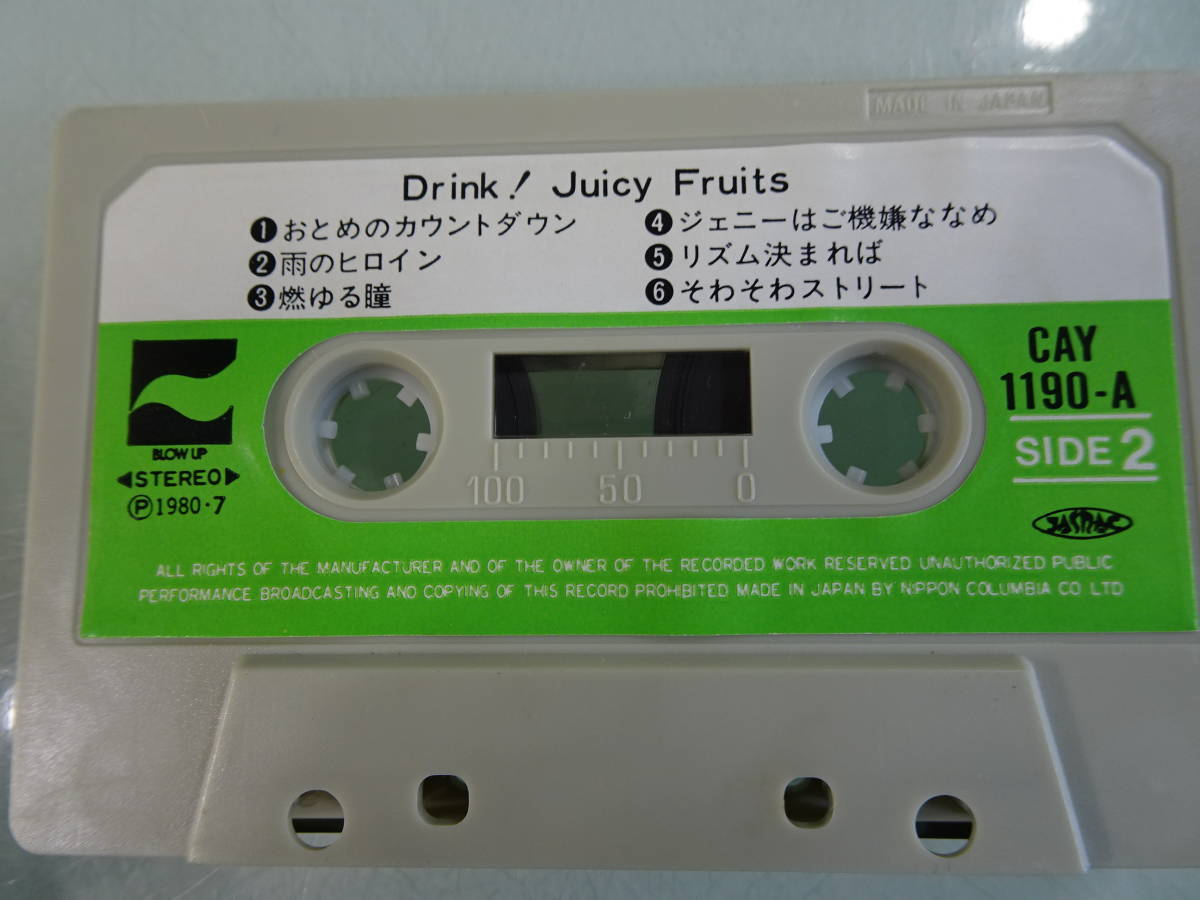 MADE IN JAPAN
Drink! Juicy Fruits
❶おとめのカウントダウン
❷雨のヒロイン
❸燃ゆる瞳
❹ジェニーはご機嫌ななめ
❺リズム決まれば
❻そわそわストリート
BLOW UP
◀STEREO▶
Ⓟ1980・7
100 50 0
CAY
1190-A
SIDE 2
JASRAC
ALL RIGHTS OF THE MANUFACTURER AND OF THE OWNER OF THE RECORDED WORK RESERVED UNAUTHORIZED PUBLIC
PERFORMANCE BROADCASTING AND COPYING OF THIS RECORD PROHIBITED MADE IN JAPAN BY NIPPON COLUMBIA CO LTD